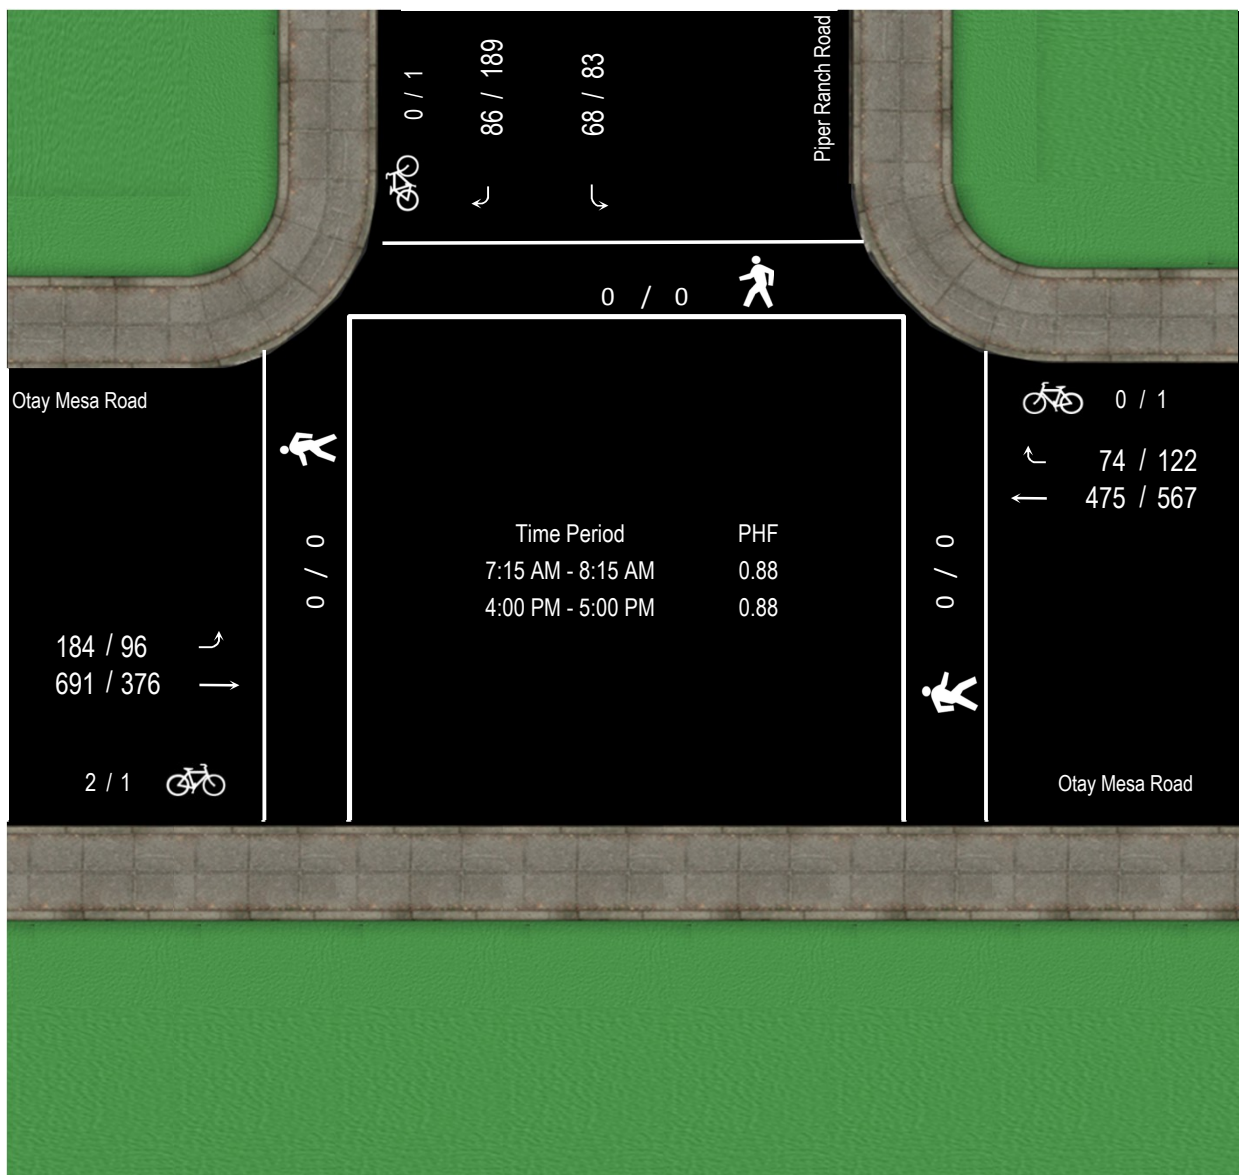 0 / 1
86 / 189
68 / 83
Piper Ranch Road
0 / 0
Otay Mesa Road
0 / 1
74 / 122
475 / 567
0 / 0
Time Period PHF
7:15 AM - 8:15 AM 0.88
4:00 PM - 5:00 PM 0.88
0 / 0
184 / 96
691 / 376
2 / 1
Otay Mesa Road